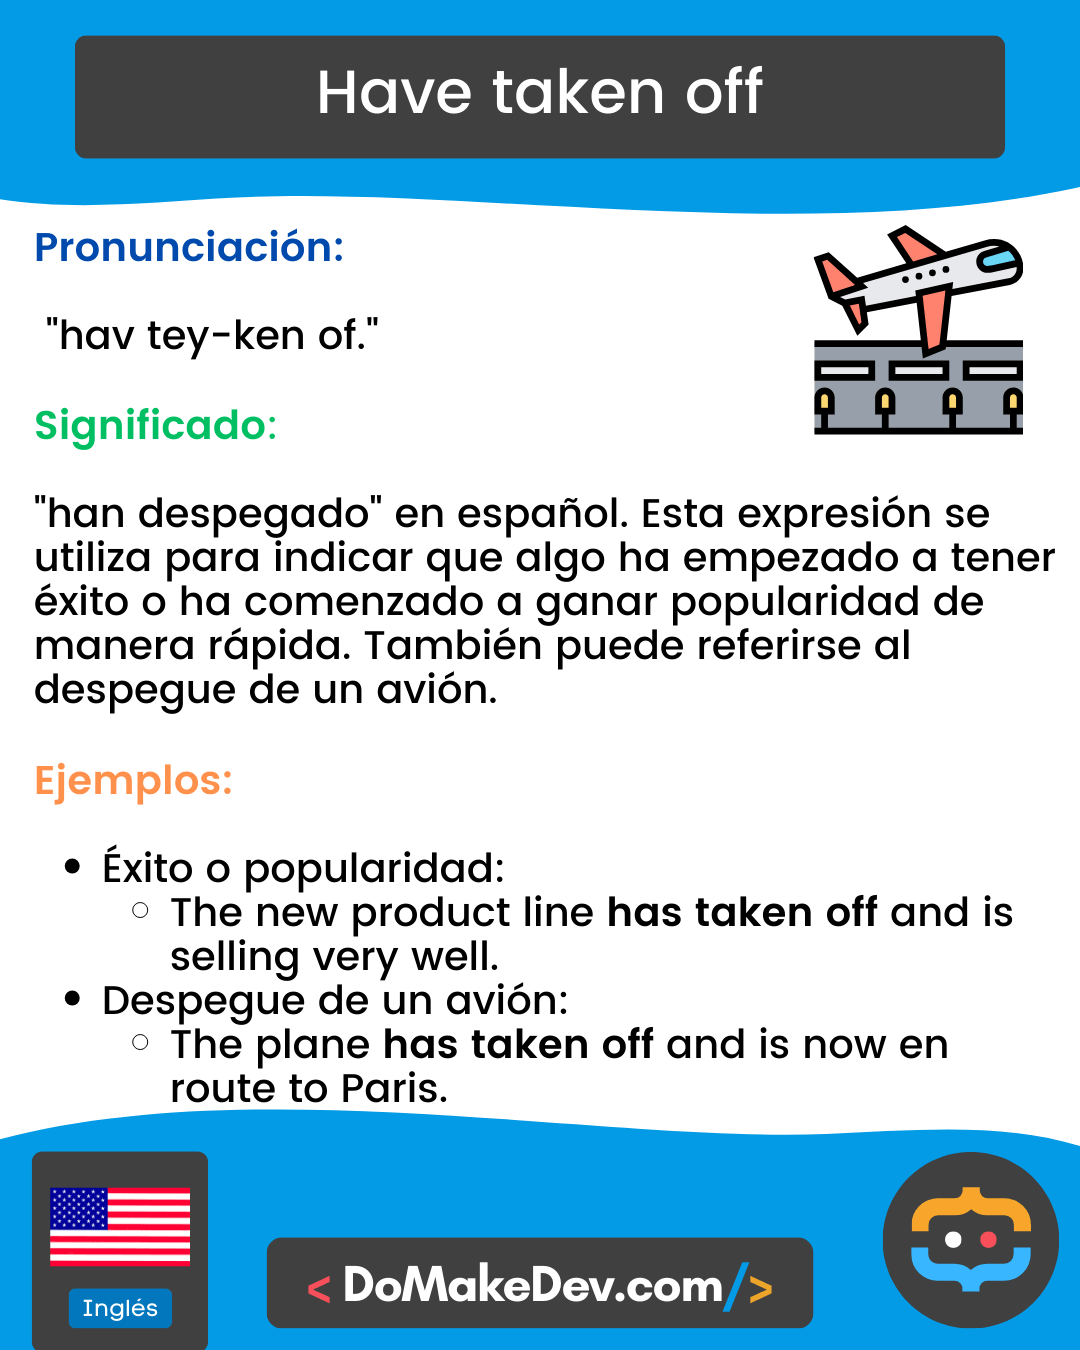 Have taken off
Pronunciación:
"hav tey-ken of."
Significado:
"han despegado" en español. Esta expresión se
utiliza para indicar que algo ha empezado a tener
éxito o ha comenzado a ganar popularidad de
manera rápida. También puede referirse al
despegue de un avión.
Ejemplos:
• Éxito o popularidad:
○ The new product line has taken off and is
selling very well.
• Despegue de un avión:
○ The plane has taken off and is now en
route to Paris.
Inglés
< DoMakeDev.com/>